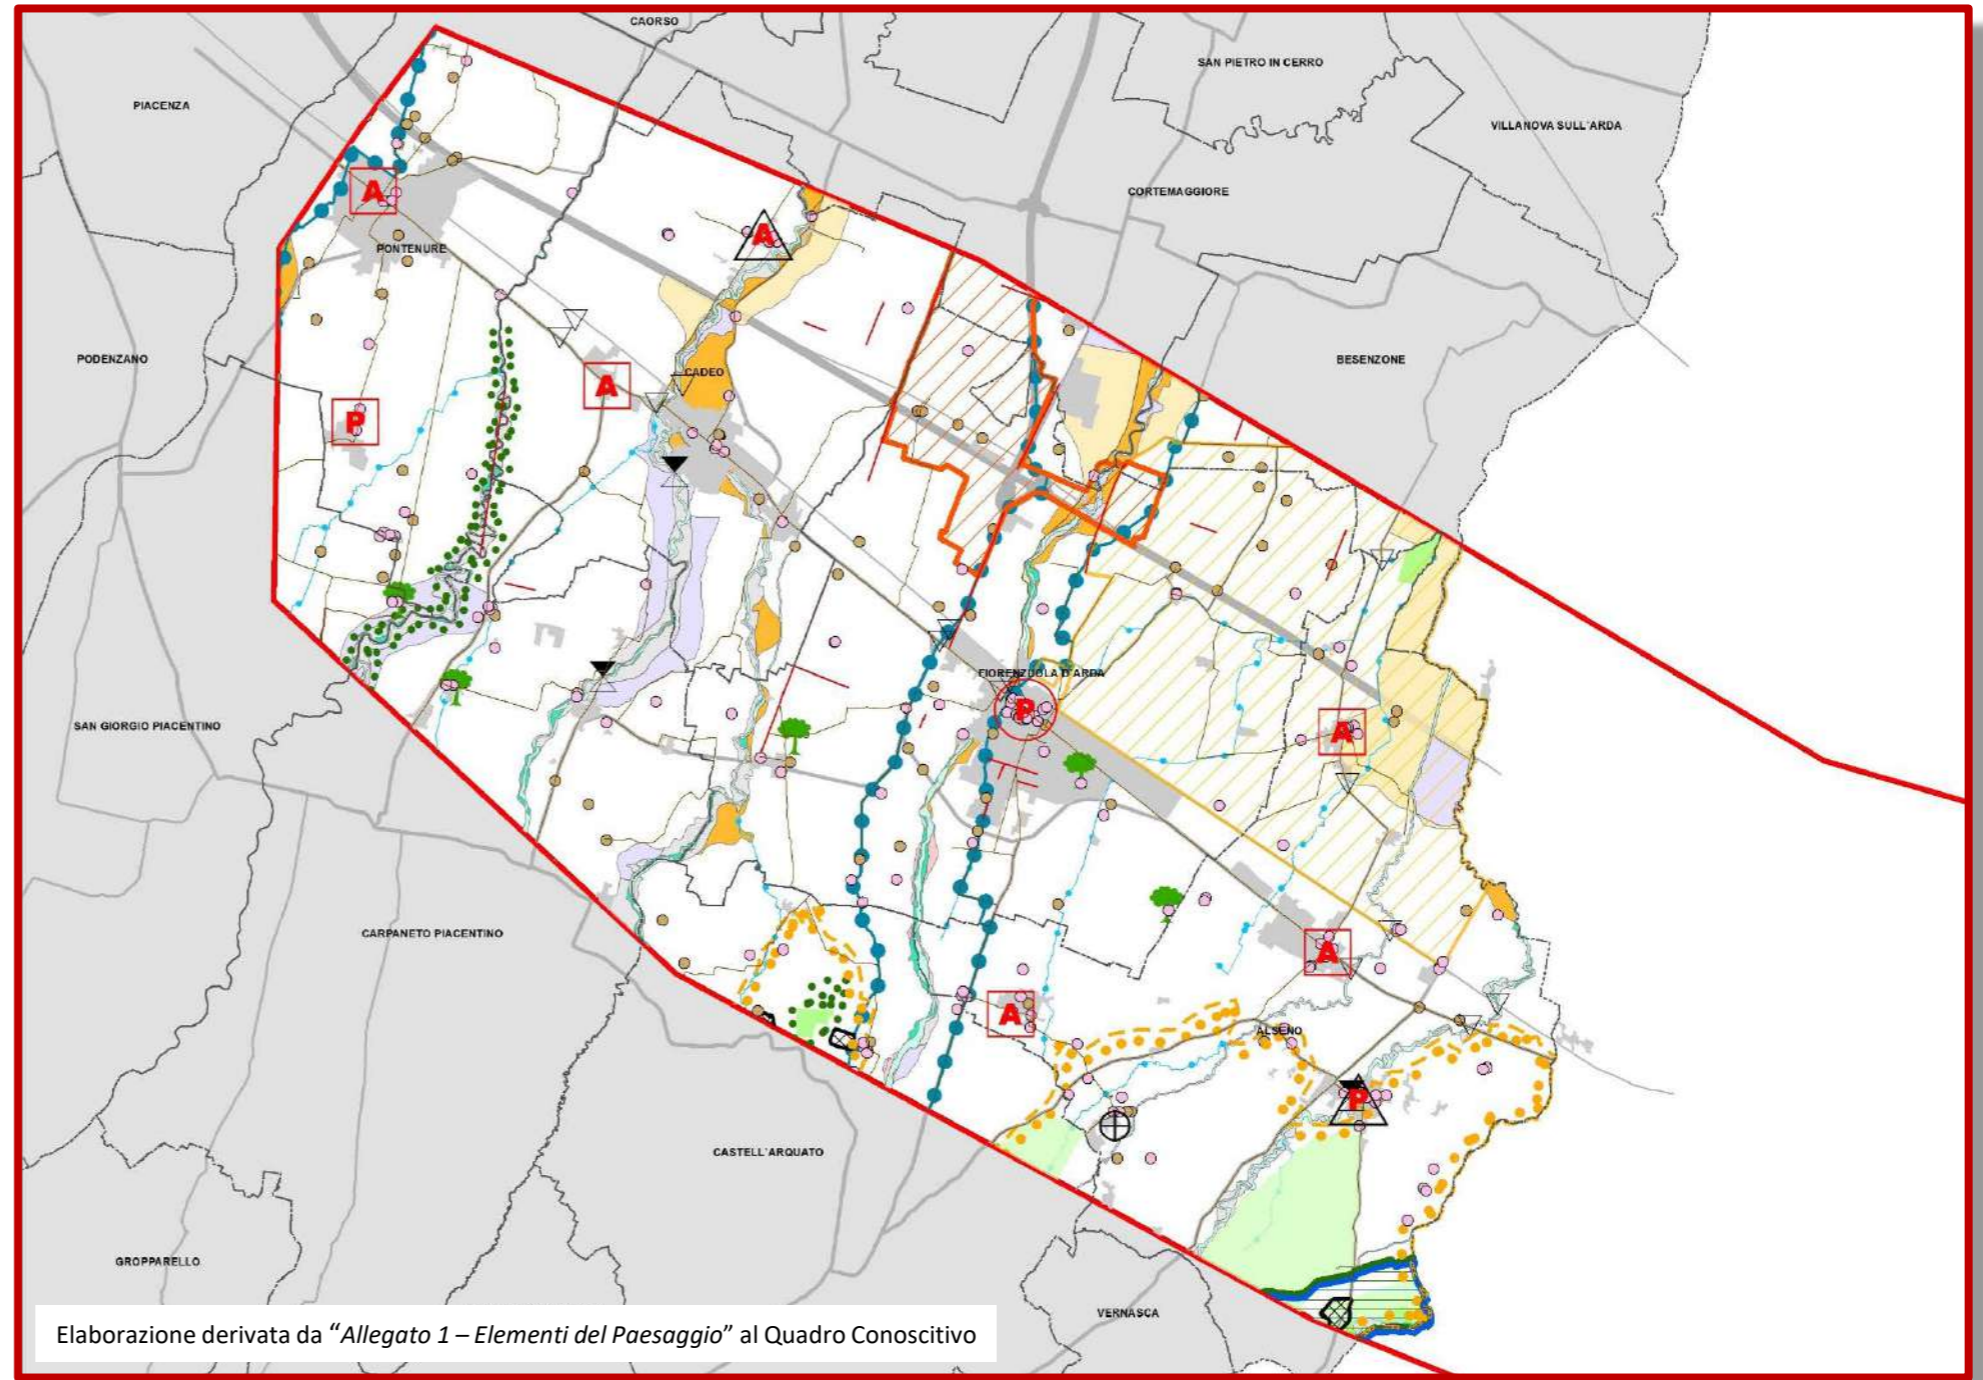 CAORSO
SAN PIETRO IN CERRO
PIACENZA
VILLANOVA SULL'ARDA
CORTEMAGGIORE
A
PONTENURE
A
PODENZANO
BESENZONE
CADEO
A
P
FIORENZUOLA D'ARDA
P
SAN GIORGIO PIACENTINO
A
CARPANETO PIACENTINO
A
A
ALSENO
P
CASTELL'ARQUATO
GROPPARELLO
VERNASCA
Elaborazione derivata da “Allegato 1 – Elementi del Paesaggio” al Quadro Conoscitivo